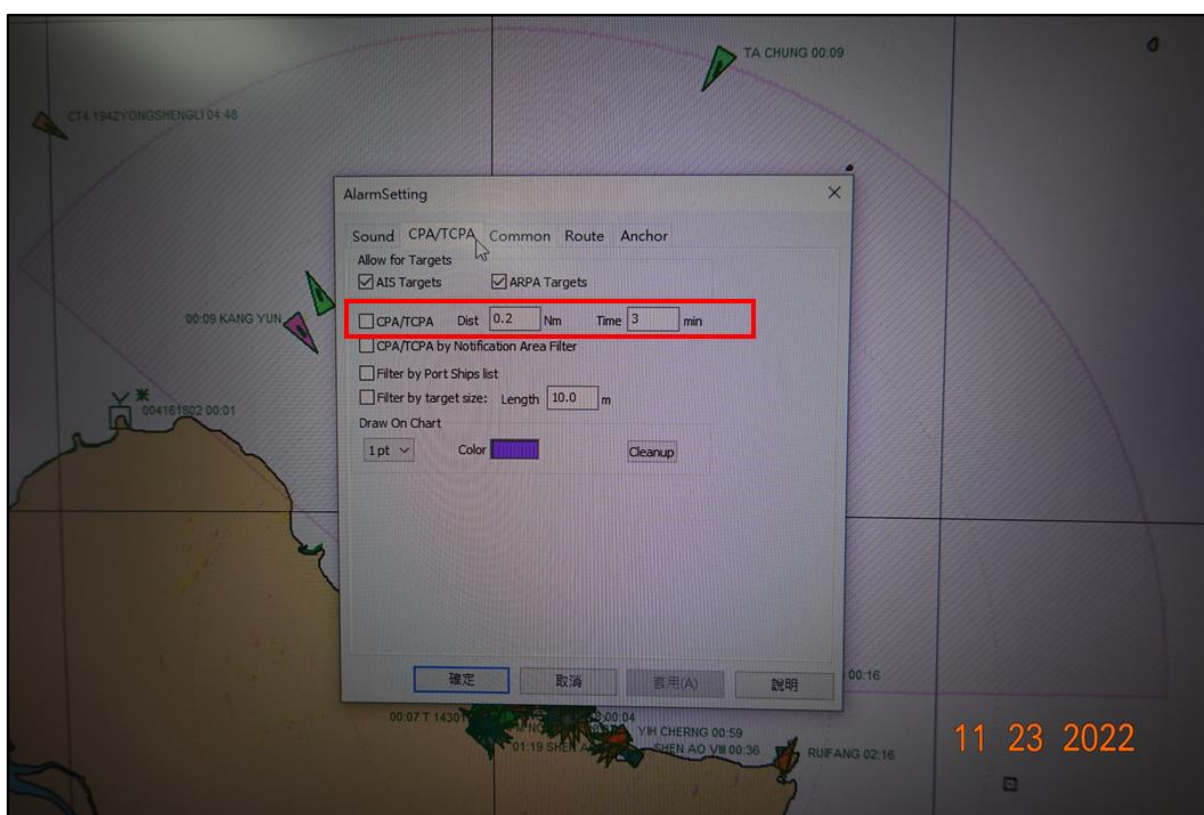 TA CHUNG 00:09
CT4 1942YONGSHENGLI 04:46
AlarmSetting
Sound CPA/TCPA Common Route Anchor
Allow for Targets
AIS Targets ARPA Targets
00:09 KANG YUN
CPA/TCPA Dist 0.2 Nm Time 3 min
CPA/TCPA by Notification Area Filter
Filter by Port Ships list
Filter by target size: Length 10.0 m
004161802 00:01
Draw On Chart
1 pt Color Cleanup
確定 取消 套用(A) 說明
00:16
00:07 T 1430
00:04
YIH CHERNG 00:59
01:19 SHEN SHEN AO VIII 00:36
RUIFANG 02:16
11 23 2022